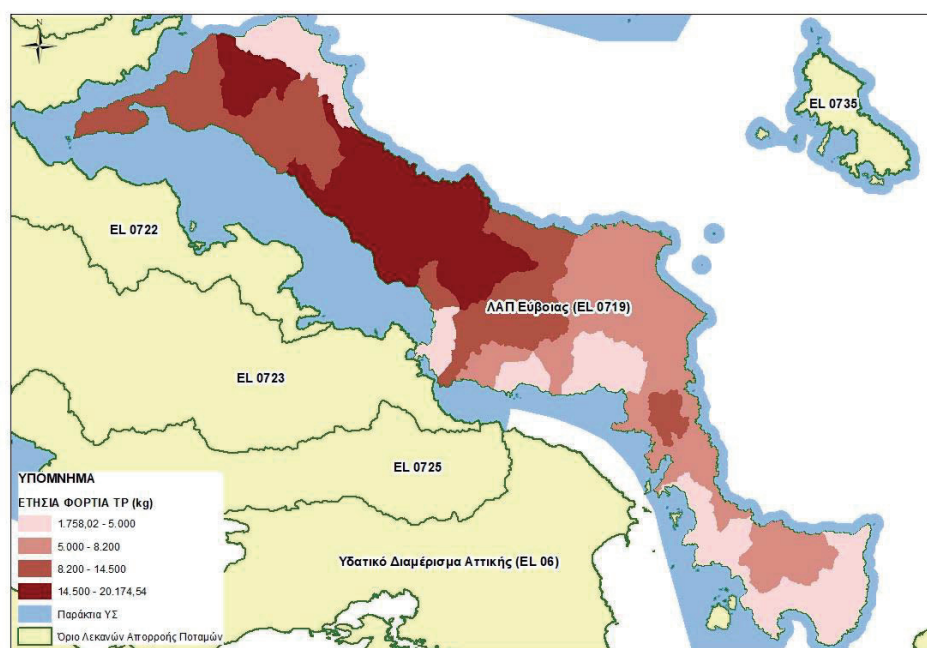 N
EL 0735
EL 0722
ΛΑΠ Εύβοιας (EL 0719)
EL 0723
EL 0725
Υδατικό Διαμέρισμα Αττικής (EL 06)
ΥΠΟΜΝΗΜΑ
ΕΤΗΣΙΑ ΦΟΡΤΙΑ TP (kg)
1.758,02 - 5.000
5.000 - 8.200
8.200 - 14.500
14.500 - 20.174,54
Παράκτια ΥΣ
Όριο Λεκανών Απορροής Ποταμών